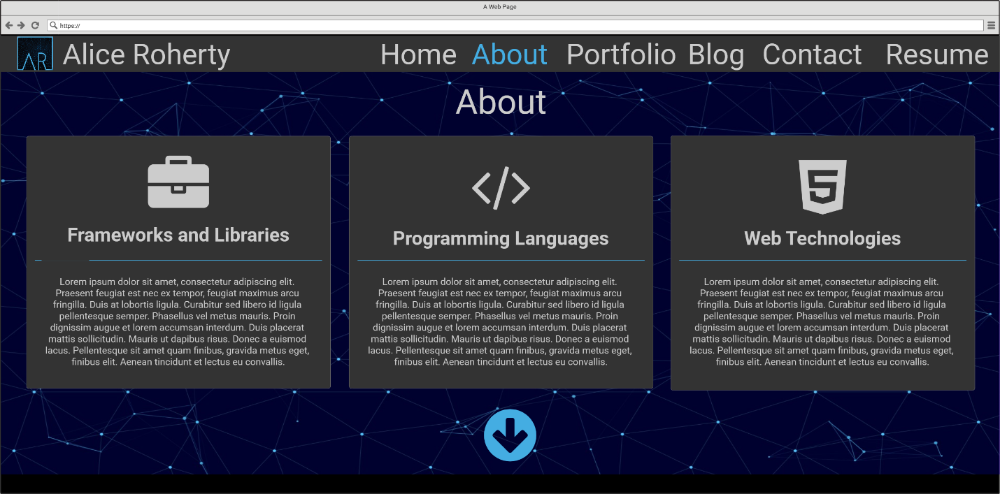 A Web Page
https://
AR Alice Roherty Home About Portfolio Blog Contact Resume
About
Frameworks and Libraries
Lorem ipsum dolor sit amet, consectetur adipiscing elit.
Praesent feugiat est nec ex tempor, feugiat maximus arcu
fringilla. Duis at lobortis ligula. Curabitur sed libero id ligula
pellentesque semper. Phasellus vel metus mauris. Proin
dignissim augue et lorem accumsan interdum. Duis placerat
mattis sollicitudin. Mauris ut dapibus risus. Donec a euismod
lacus. Pellentesque sit amet quam finibus, gravida metus eget,
finibus elit. Aenean tincidunt et lectus eu convallis.
Programming Languages
Lorem ipsum dolor sit amet, consectetur adipiscing elit.
Praesent feugiat est nec ex tempor, feugiat maximus arcu
fringilla. Duis at lobortis ligula. Curabitur sed libero id ligula
pellentesque semper. Phasellus vel metus mauris. Proin
dignissim augue et lorem accumsan interdum. Duis placerat
mattis sollicitudin. Mauris ut dapibus risus. Donec a euismod
lacus. Pellentesque sit amet quam finibus, gravida metus eget,
finibus elit. Aenean tincidunt et lectus eu convallis.
Web Technologies
Lorem ipsum dolor sit amet, consectetur adipiscing elit.
Praesent feugiat est nec ex tempor, feugiat maximus arcu
fringilla. Duis at lobortis ligula. Curabitur sed libero id ligula
pellentesque semper. Phasellus vel metus mauris. Proin
dignissim augue et lorem accumsan interdum. Duis placerat
mattis sollicitudin. Mauris ut dapibus risus. Donec a euismod
lacus. Pellentesque sit amet quam finibus, gravida metus eget,
finibus elit. Aenean tincidunt et lectus eu convallis.